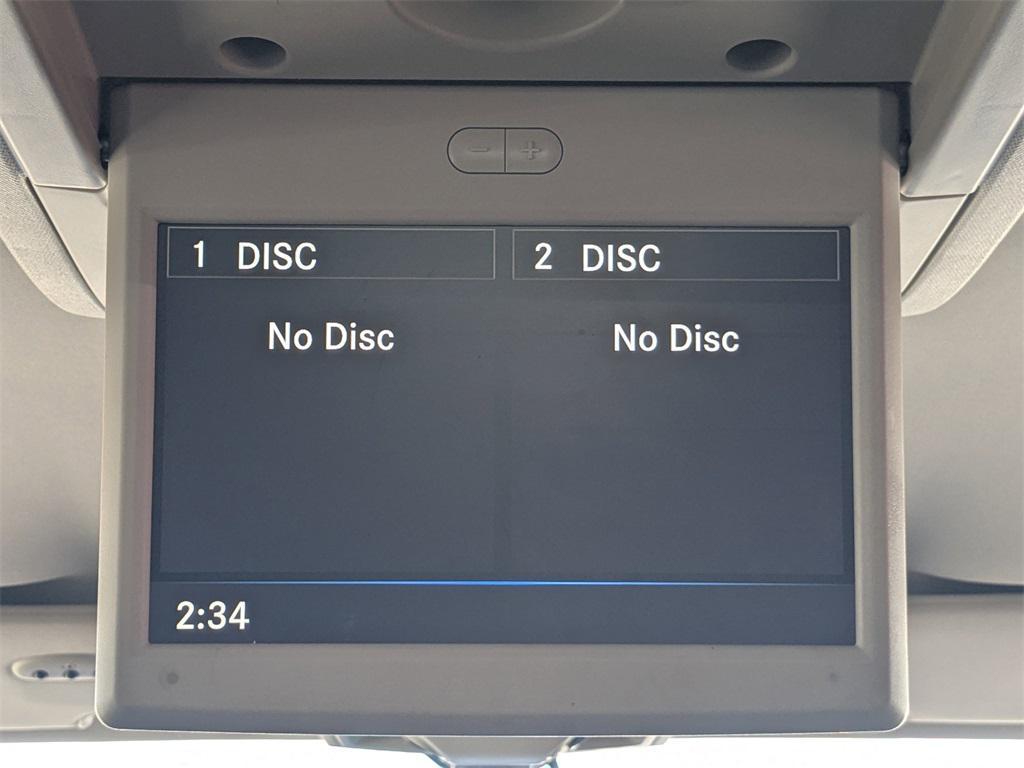 - +
1 DISC
2 DISC
No Disc
No Disc
2:34